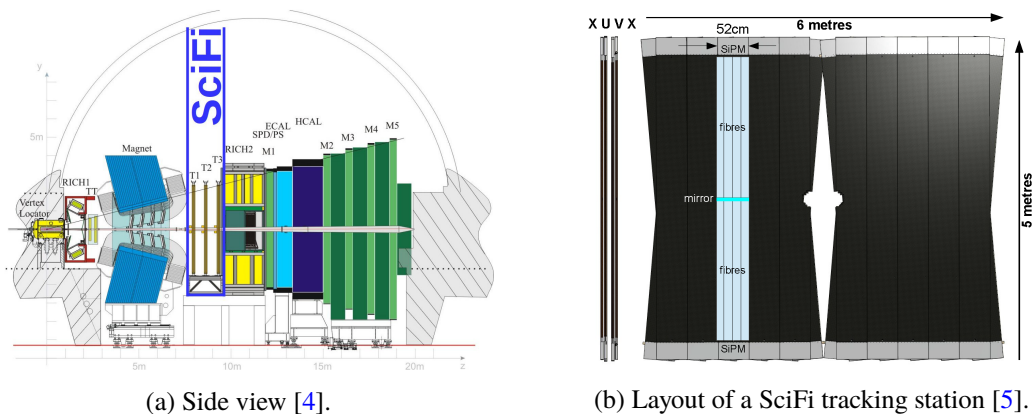 SciFi
y
5m
Magnet
RICH1
TT
Vertex
Locator
T1
T2
T3
RICH2
SPD/PS
ECAL
HCAL
M1
M2
M3
M4
M5
5m
10m
15m
z
(a) Side view [4].
X U V X
6 metres
52cm
SiPM
fibres
mirror
fibres
SiPM
5 metres
(b) Layout of a SciFi tracking station [5].